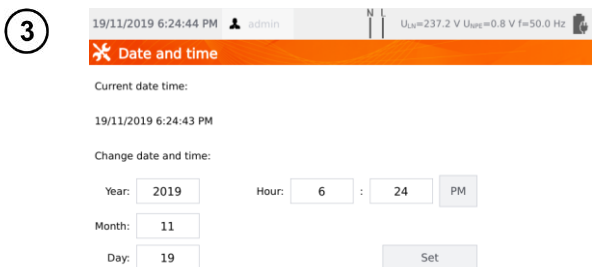 3
19/11/2019 6:24:44 PM admin N L U_LN=237.2 V U_NPE=0.8 V f=50.0 Hz
Date and time
Current date time:
19/11/2019 6:24:43 PM
Change date and time:
Year: 2019 Hour: 6 : 24 PM
Month: 11
Day: 19 Set